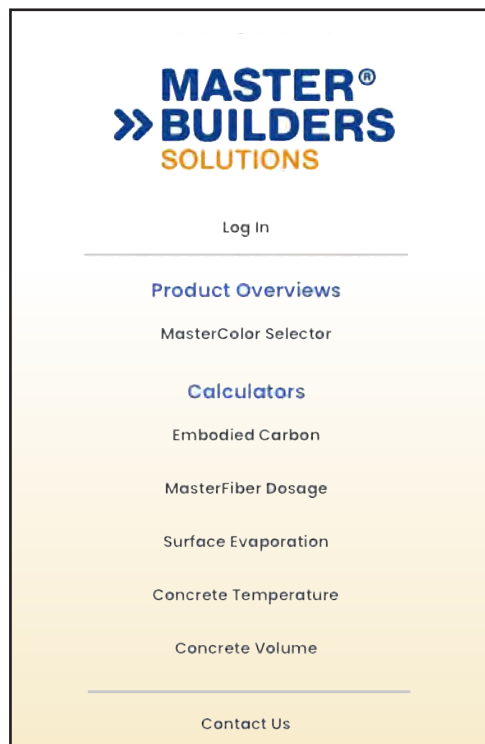 MASTER®
BUILDERS
SOLUTIONS
Log In
Product Overviews
MasterColor Selector
Calculators
Embodied Carbon
MasterFiber Dosage
Surface Evaporation
Concrete Temperature
Concrete Volume
Contact Us